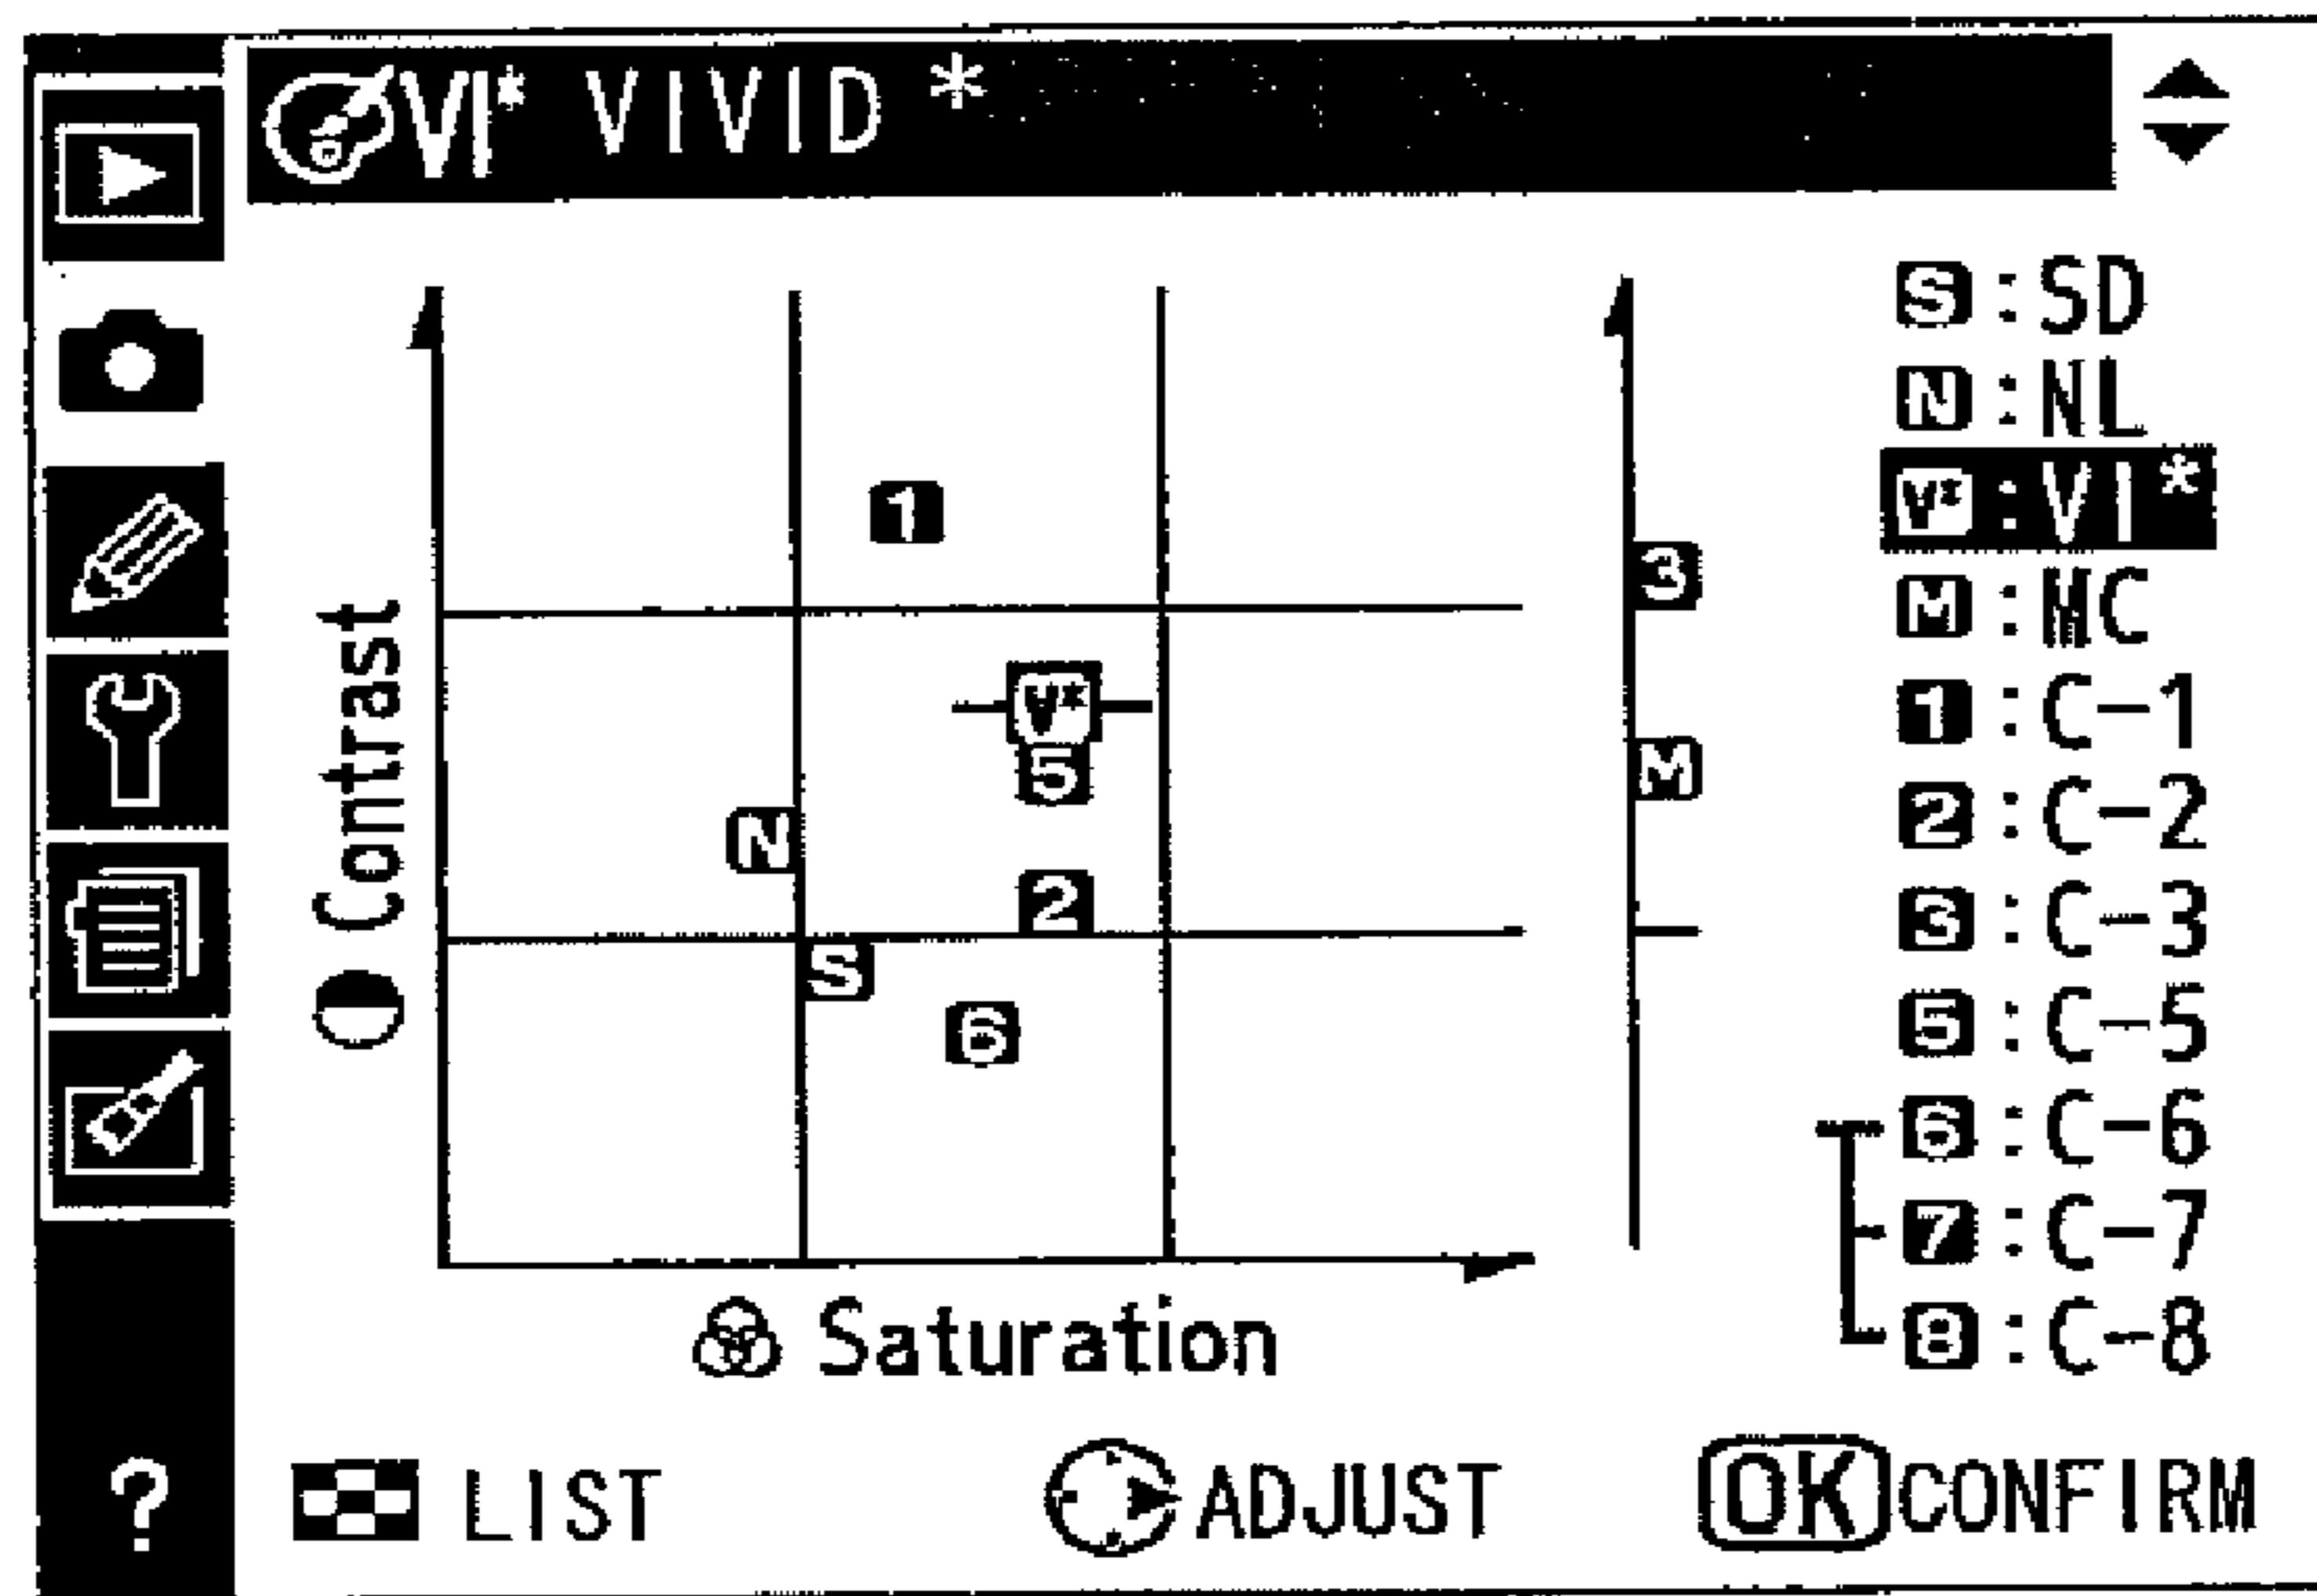 VI* VIVID *
S : SD
N : NL
V* : VI*
M : MC
1 : C-1
2 : C-2
3 : C-3
5 : C-5
6 : C-6
7 : C-7
8 : C-8
1
3
V*
5
M
N
2
S
6
Contrast
Saturation
? LIST ADJUST OK CONFIRM